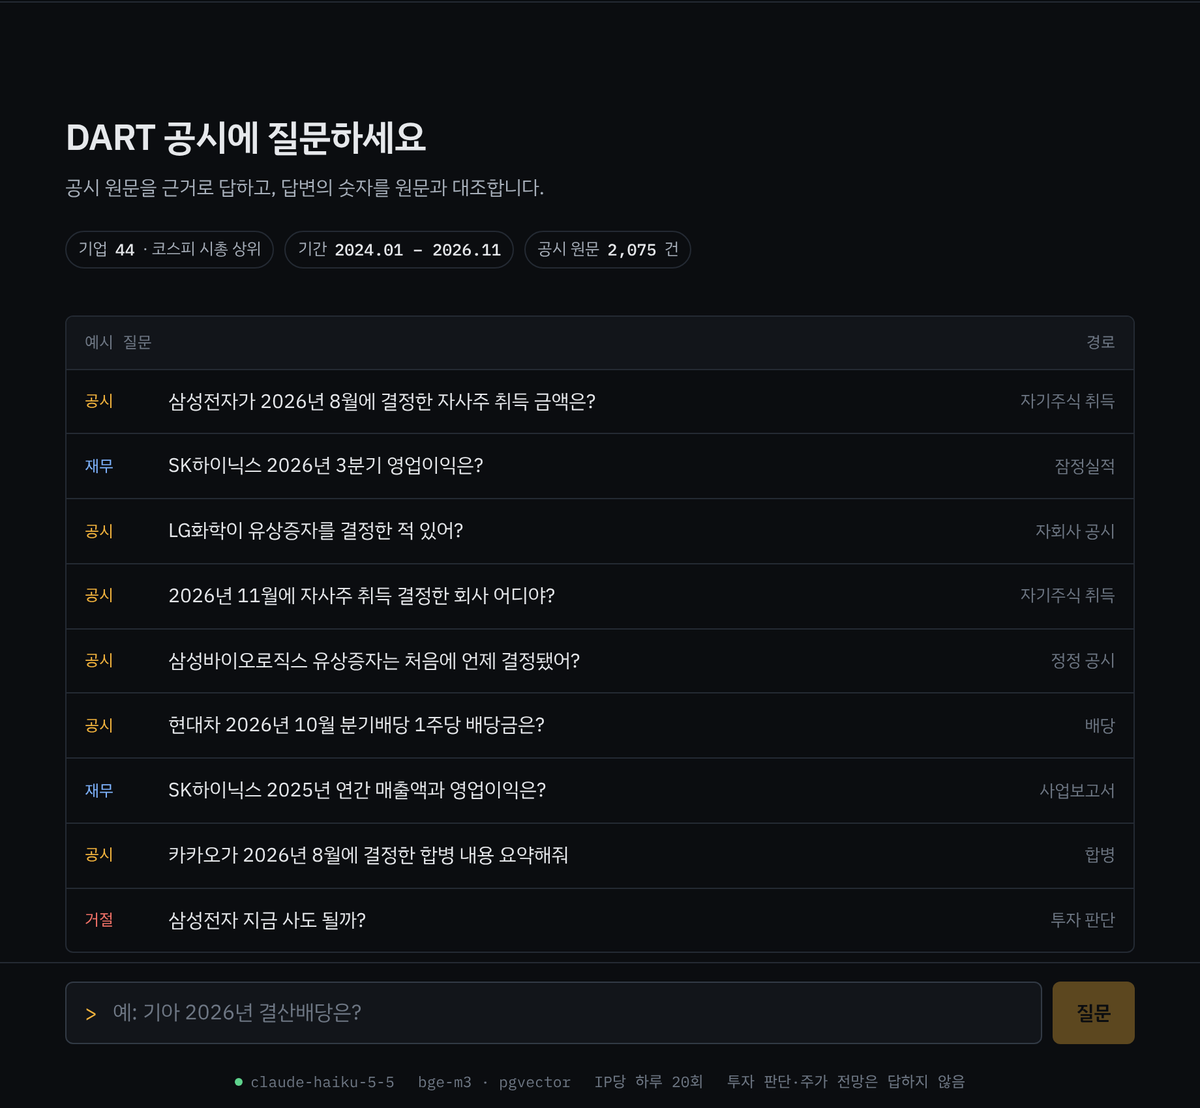 DART 공시에 질문하세요
공시 원문을 근거로 답하고, 답변의 숫자를 원문과 대조합니다.
기업 44 · 코스피 시총 상위 기간 2024.01 – 2026.11 공시 원문 2,075 건
예시 질문 경로
공시 삼성전자가 2026년 8월에 결정한 자사주 취득 금액은? 자기주식 취득
재무 SK하이닉스 2026년 3분기 영업이익은? 잠정실적
공시 LG화학이 유상증자를 결정한 적 있어? 자회사 공시
공시 2026년 11월에 자사주 취득 결정한 회사 어디야? 자기주식 취득
공시 삼성바이오로직스 유상증자는 처음에 언제 결정됐어? 정정 공시
공시 현대차 2026년 10월 분기배당 1주당 배당금은? 배당
재무 SK하이닉스 2025년 연간 매출액과 영업이익은? 사업보고서
공시 카카오가 2026년 8월에 결정한 합병 내용 요약해줘 합병
거절 삼성전자 지금 사도 될까? 투자 판단
> 예: 기아 2026년 결산배당은? 질문
claude-haiku-5-5 bge-m3 · pgvector IP당 하루 20회 투자 판단·주가 전망은 답하지 않음